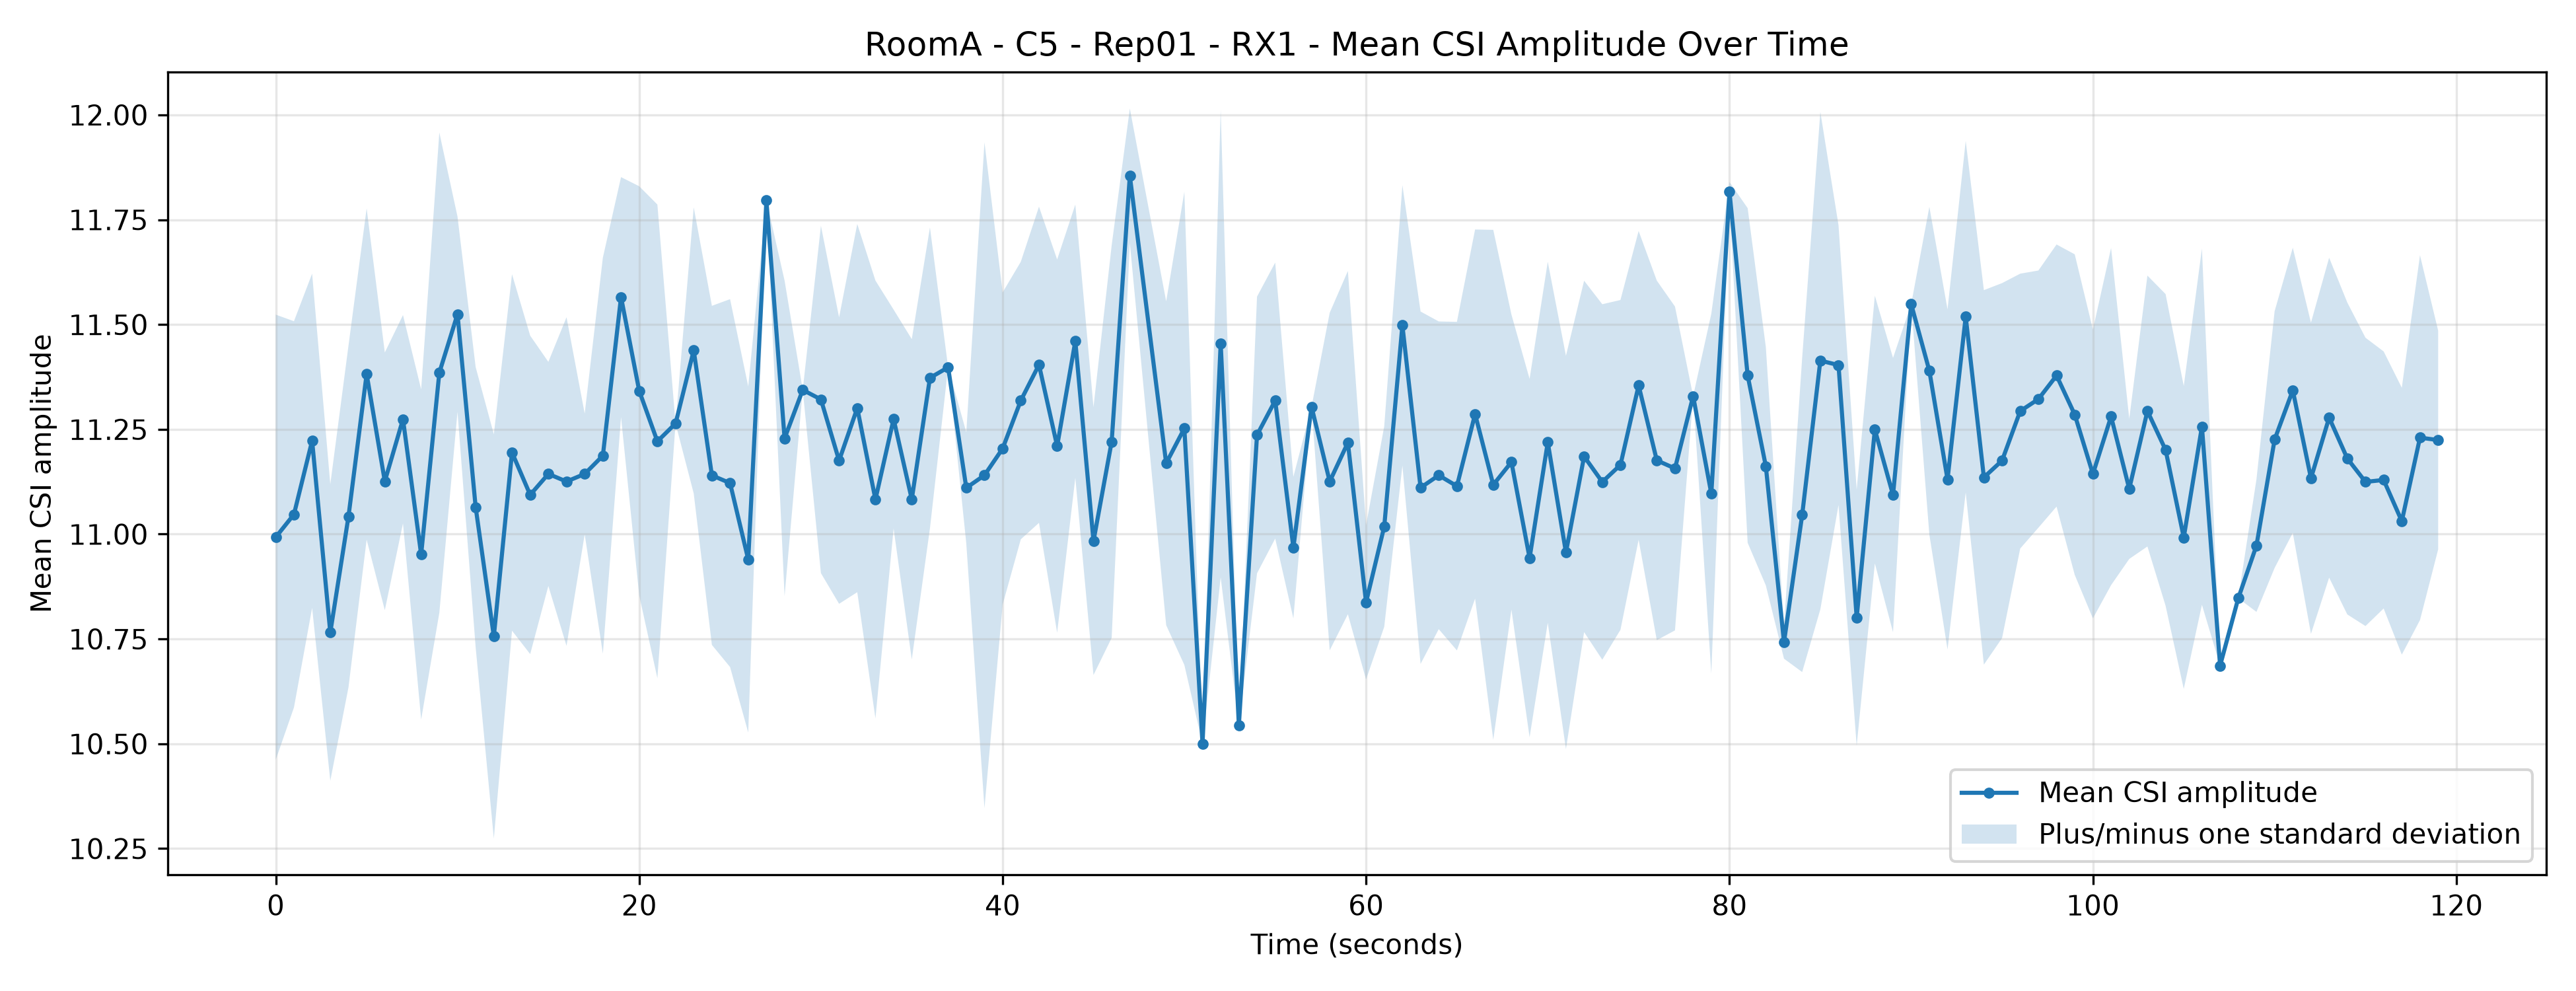 RoomA - C5 - Rep01 - RX1 - Mean CSI Amplitude Over Time
Mean CSI amplitude
12.00
11.75
11.50
11.25
11.00
10.75
10.50
10.25
0 20 40 60 80 100 120
Time (seconds)
Mean CSI amplitude
Plus/minus one standard deviation